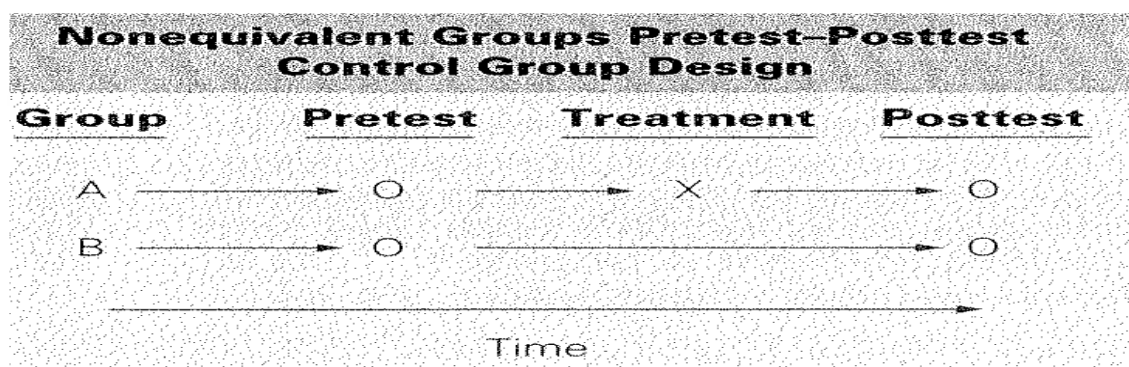 Nonequivalent Groups Pretest–Posttest
Control Group Design
Group Pretest Treatment Posttest
A O X O
B O O
Time